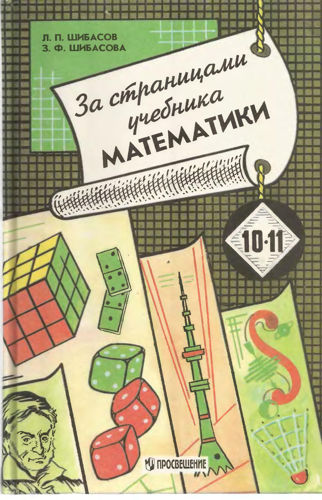 Л. П. ШИБАСОВ
З. Ф. ШИБАСОВА
За страницами
учебника
МАТЕМАТИКИ
10-11
ПРОСВЕЩЕНИЕ